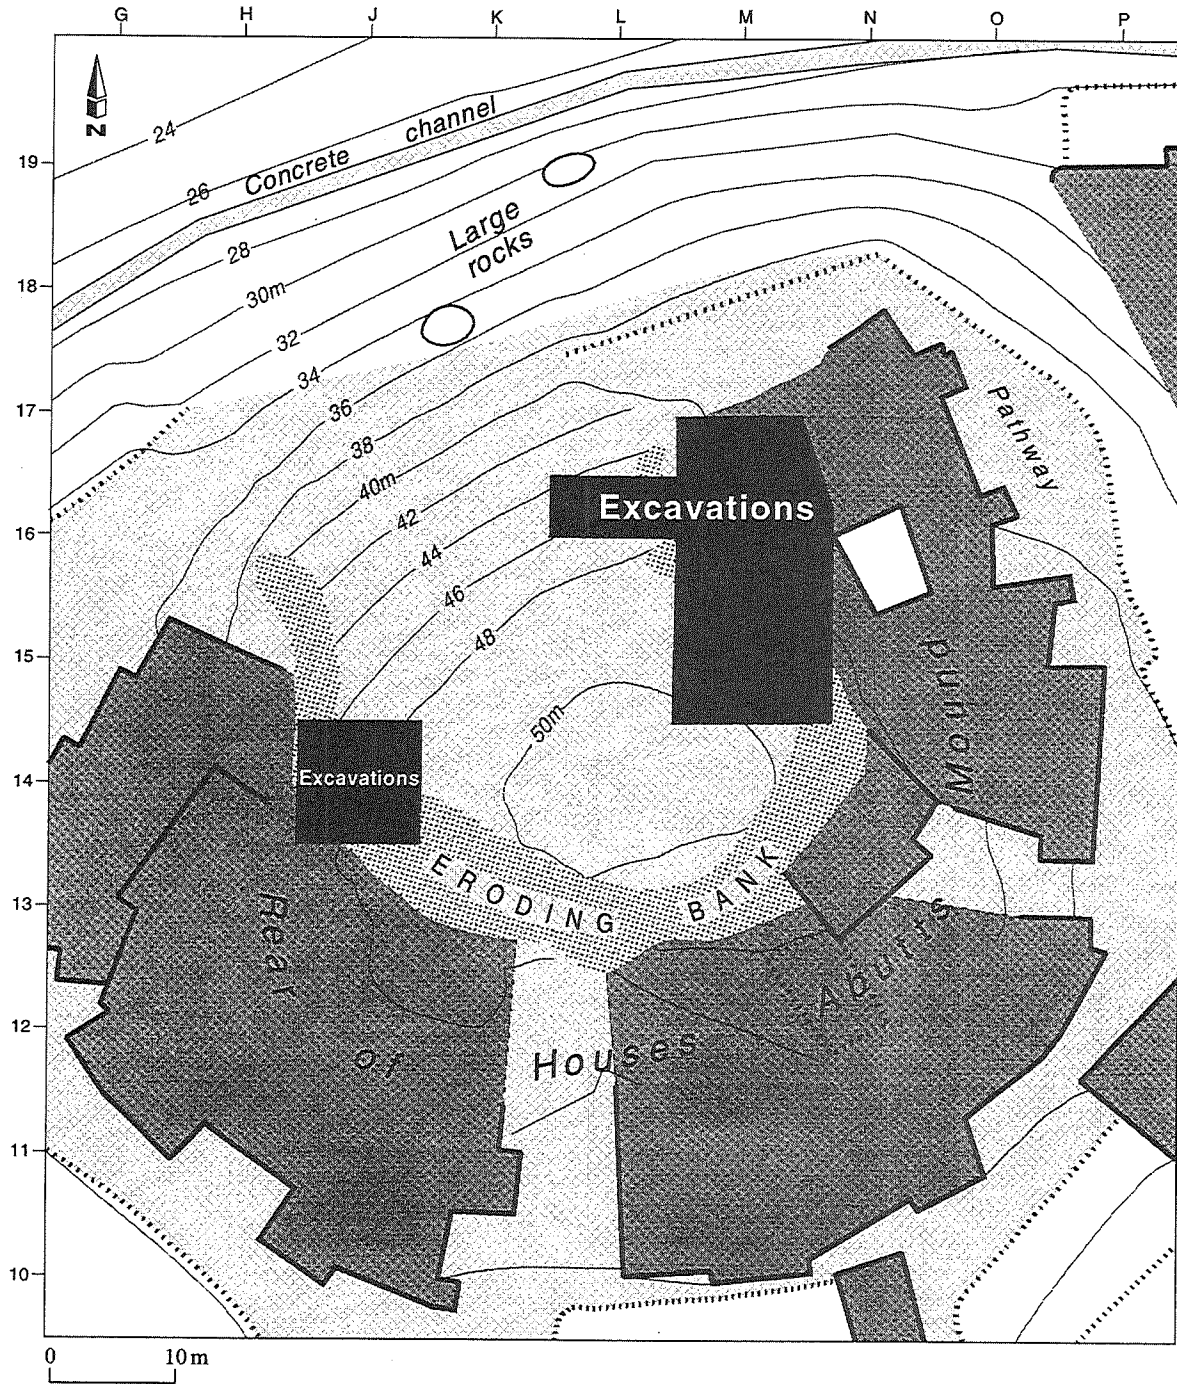 G H J K L M N O P
N
19
18
17
16
15
14
13
12
11
10
24
26
28
30m
32
34
36
38
40m
42
44
46
48
50m
Concrete channel
Large
rocks
Pathway
Excavations
Excavations
ERODING BANK
Rear of Houses Abutts Mound
0 10m